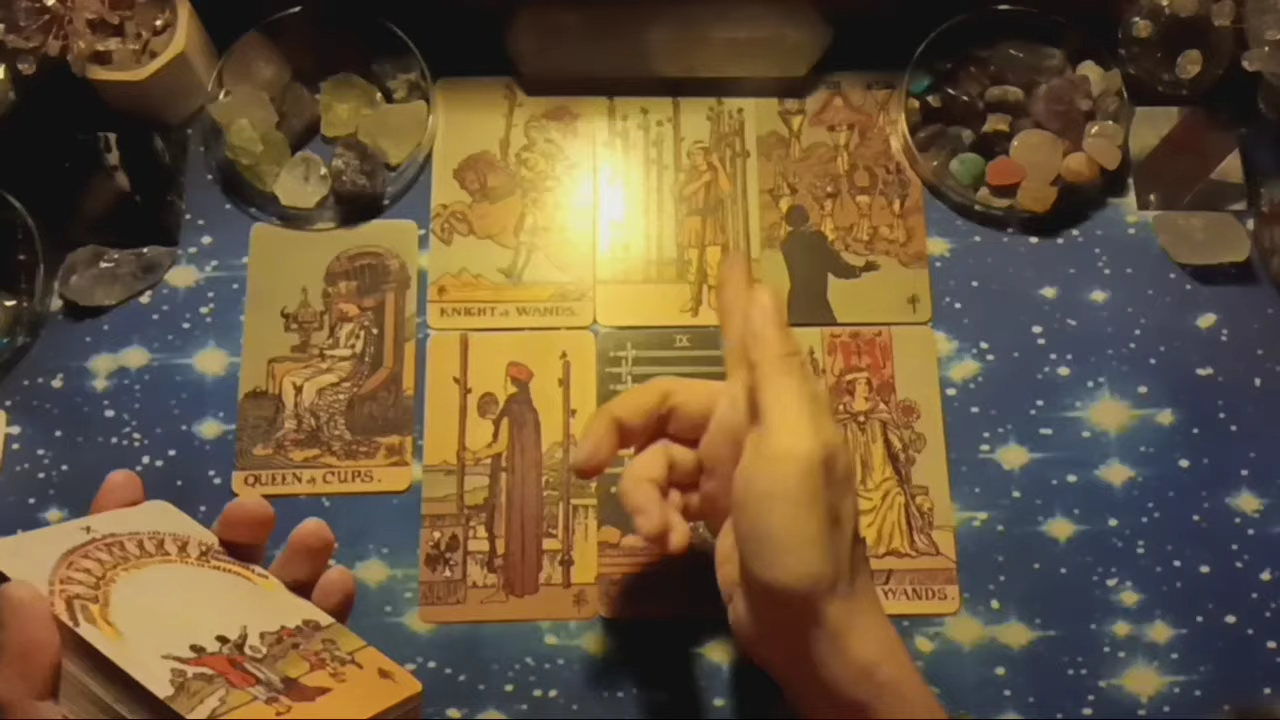 KNIGHT of WANDS.
IX
QUEEN of CUPS.
WANDS.
X